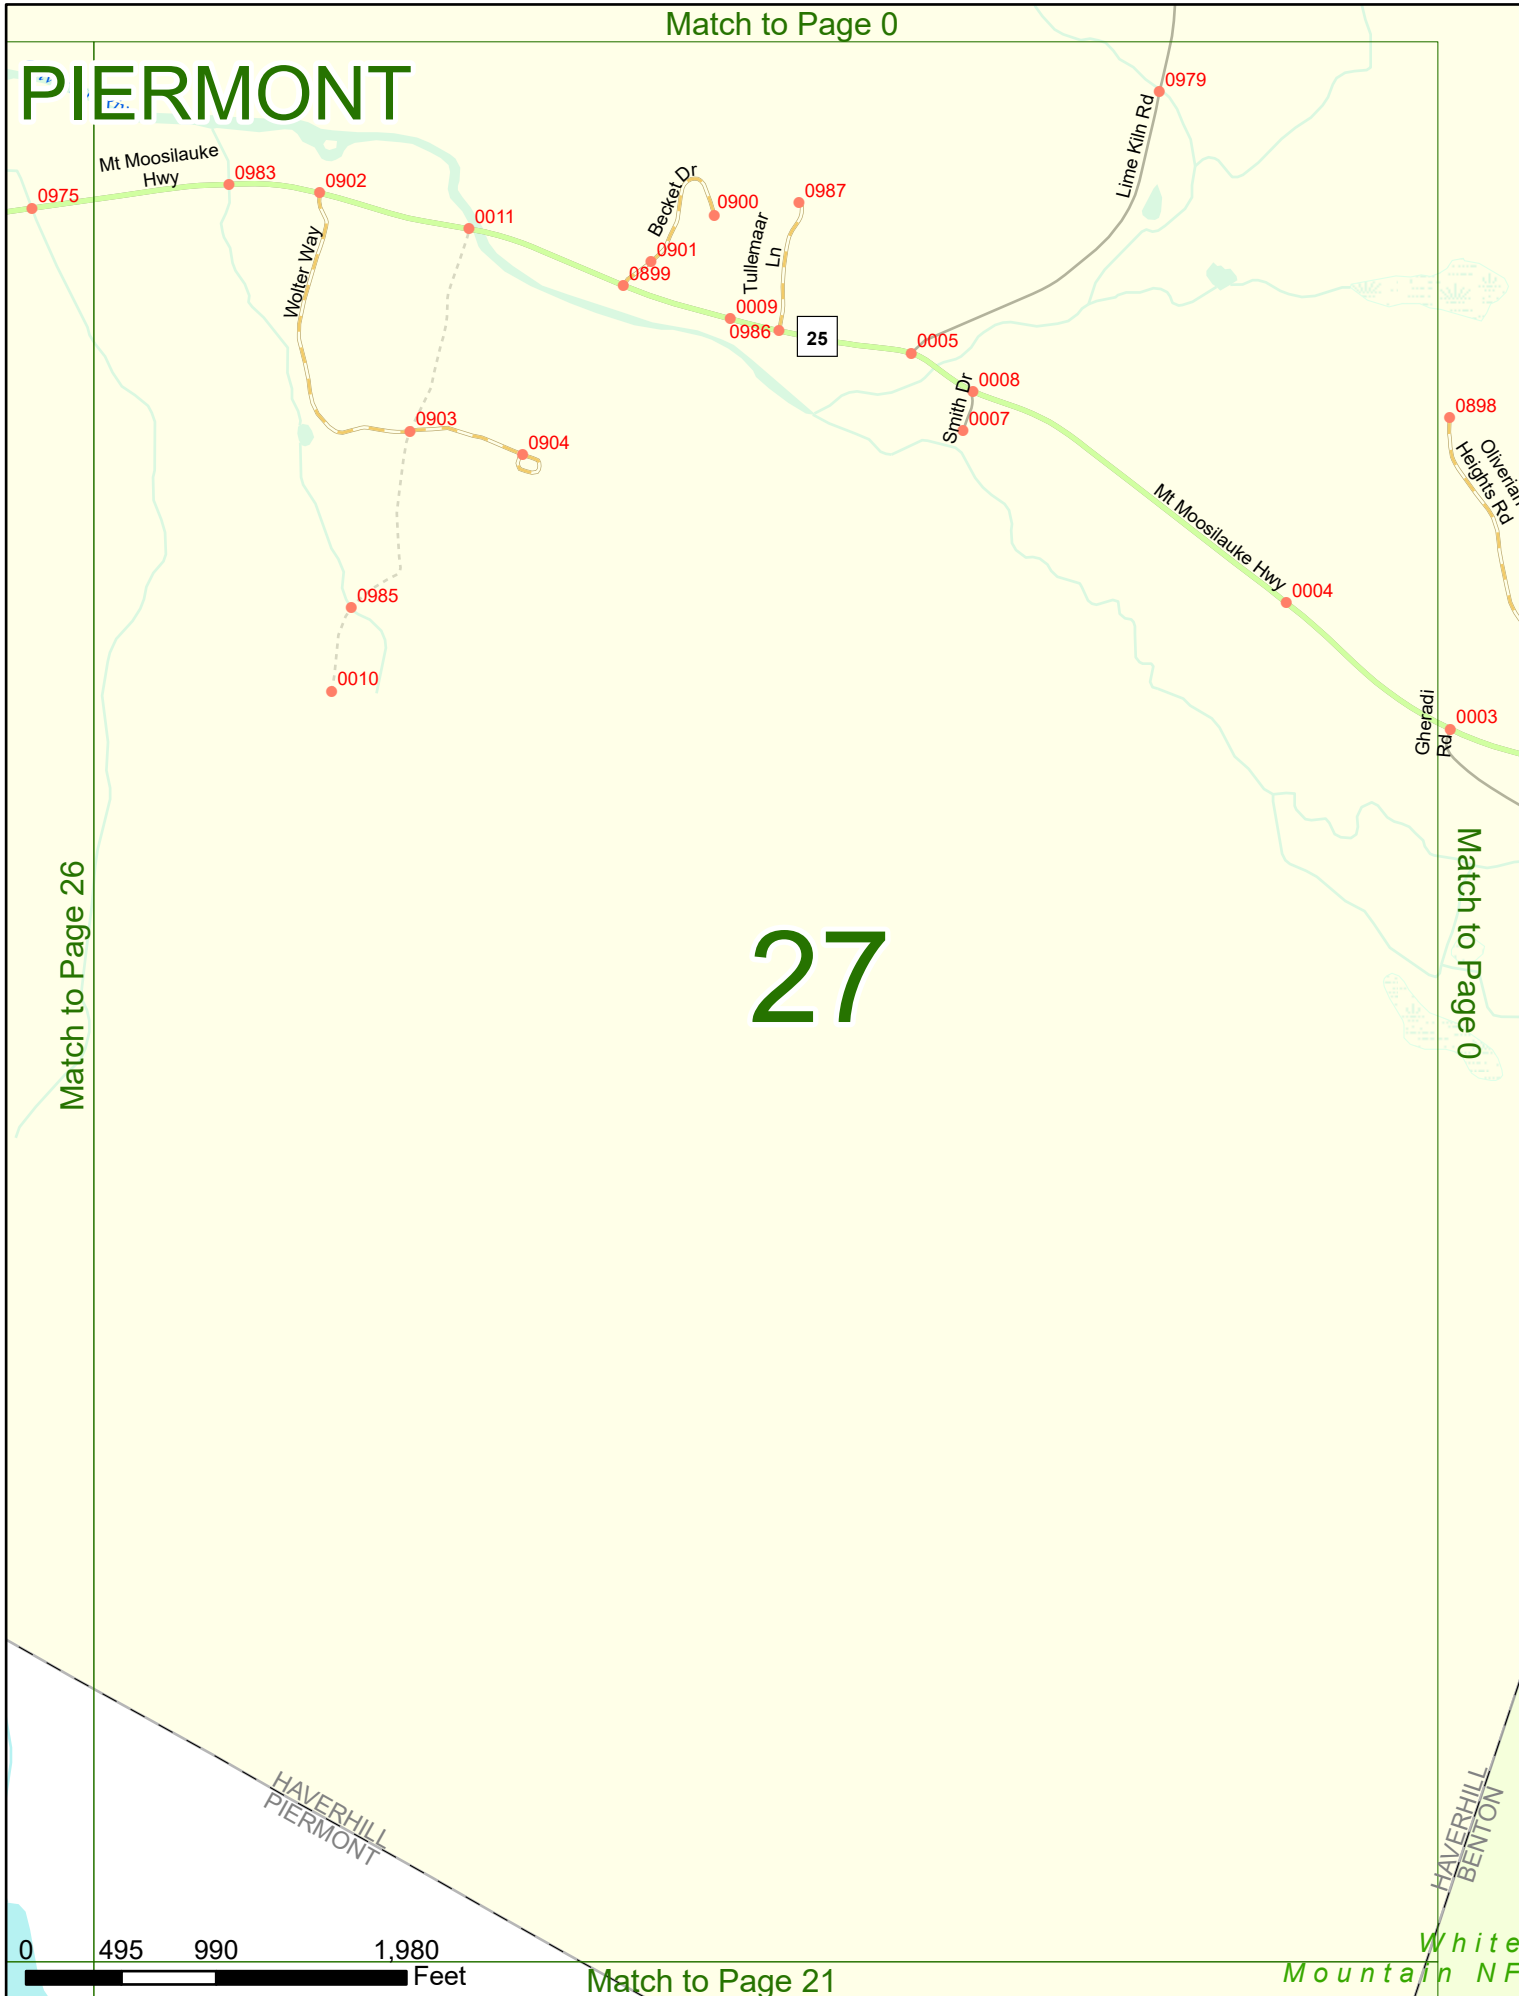 Match to Page 0
PIERMONT
0979
Lime Kiln Rd
Mt Moosilauke
Hwy
0983
0902
0975
0011
Becket Dr
0900
0987
Tullemaar
Ln
0901
0899
Wolter Way
0009
0986
25
0005
0008
Smith Dr
0007
0898
Oliverian
Heights Rd
0903
0904
Mt Moosilauke Hwy
0004
0985
0010
Gheradi
Rd
0003
Match to Page 26
27
Match to Page 0
HAVERHILL
PIERMONT
HAVERHILL
BENTON
White
Mountain NF
0 495 990 1,980
Feet
Match to Page 21